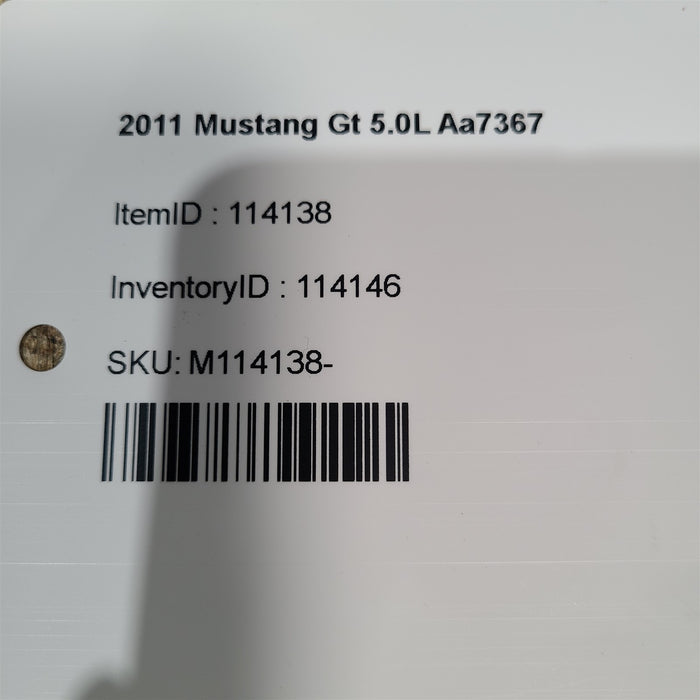 2011 Mustang Gt 5.0L Aa7367
ItemID : 114138
InventoryID : 114146
SKU: M114138-